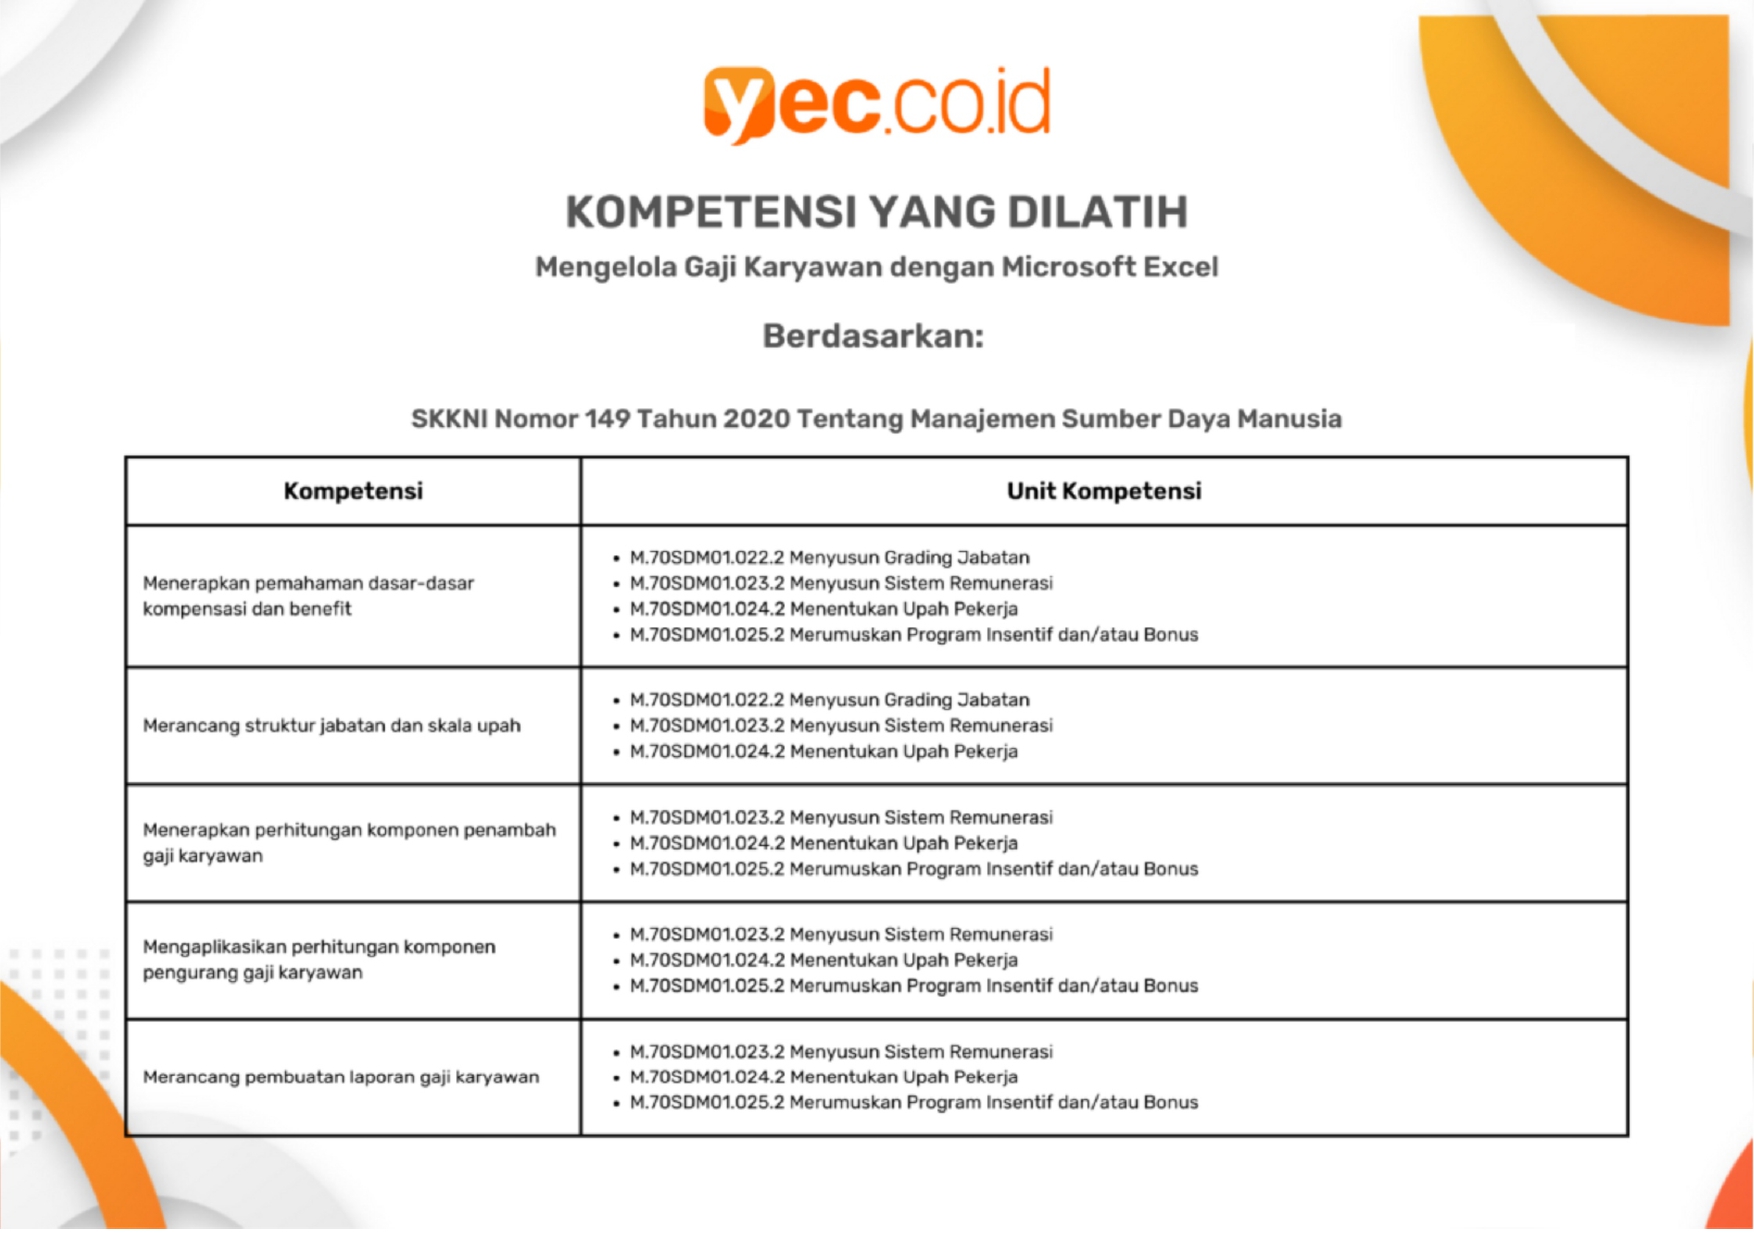 yec.co.id
KOMPETENSI YANG DILATIH
Mengelola Gaji Karyawan dengan Microsoft Excel
Berdasarkan:
SKKNI Nomor 149 Tahun 2020 Tentang Manajemen Sumber Daya Manusia
Kompetensi
Unit Kompetensi
Menerapkan pemahaman dasar-dasar
kompensasi dan benefit
• M.70SDM01.022.2 Menyusun Grading Jabatan
• M.70SDM01.023.2 Menyusun Sistem Remunerasi
• M.70SDM01.024.2 Menentukan Upah Pekerja
• M.70SDM01.025.2 Merumuskan Program Insentif dan/atau Bonus
Merancang struktur jabatan dan skala upah
• M.70SDM01.022.2 Menyusun Grading Jabatan
• M.70SDM01.023.2 Menyusun Sistem Remunerasi
• M.70SDM01.024.2 Menentukan Upah Pekerja
Menerapkan perhitungan komponen penambah
gaji karyawan
• M.70SDM01.023.2 Menyusun Sistem Remunerasi
• M.70SDM01.024.2 Menentukan Upah Pekerja
• M.70SDM01.025.2 Merumuskan Program Insentif dan/atau Bonus
Mengaplikasikan perhitungan komponen
pengurang gaji karyawan
• M.70SDM01.023.2 Menyusun Sistem Remunerasi
• M.70SDM01.024.2 Menentukan Upah Pekerja
• M.70SDM01.025.2 Merumuskan Program Insentif dan/atau Bonus
Merancang pembuatan laporan gaji karyawan
• M.70SDM01.023.2 Menyusun Sistem Remunerasi
• M.70SDM01.024.2 Menentukan Upah Pekerja
• M.70SDM01.025.2 Merumuskan Program Insentif dan/atau Bonus